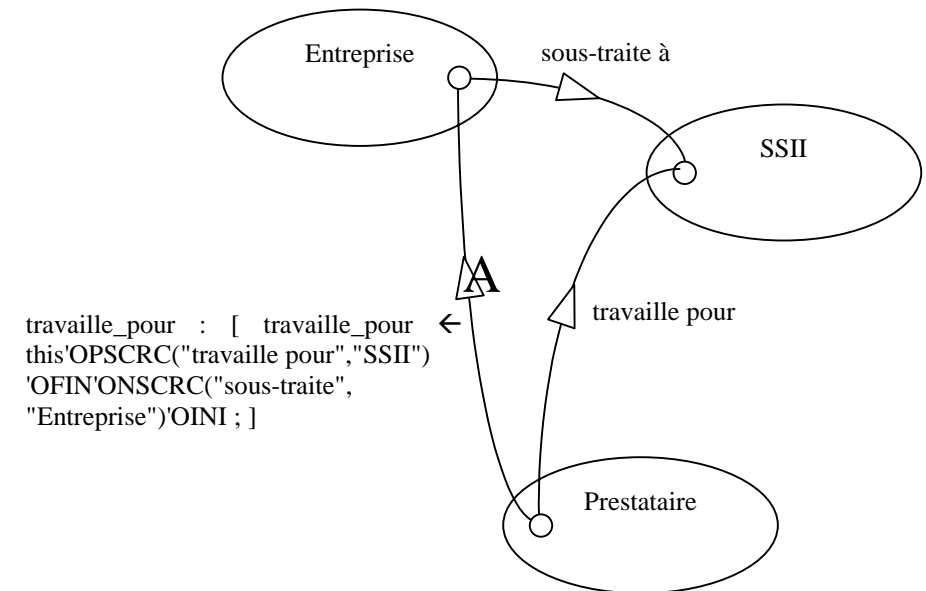 Entreprise
sous-traite à
SSII
A
travaille pour
travaille_pour : [ travaille_pour ←
this'OPSCRC("travaille pour","SSII")
'OFIN'ONSCRC("sous-traite",
"Entreprise")'OINI ; ]
Prestataire